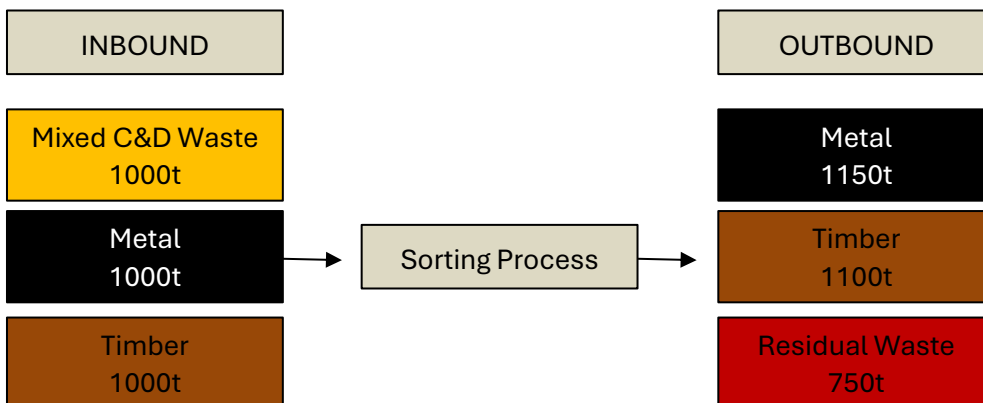 INBOUND
OUTBOUND
Mixed C&D Waste
1000t
Metal
1000t
Timber
1000t
Sorting Process
Metal
1150t
Timber
1100t
Residual Waste
750t